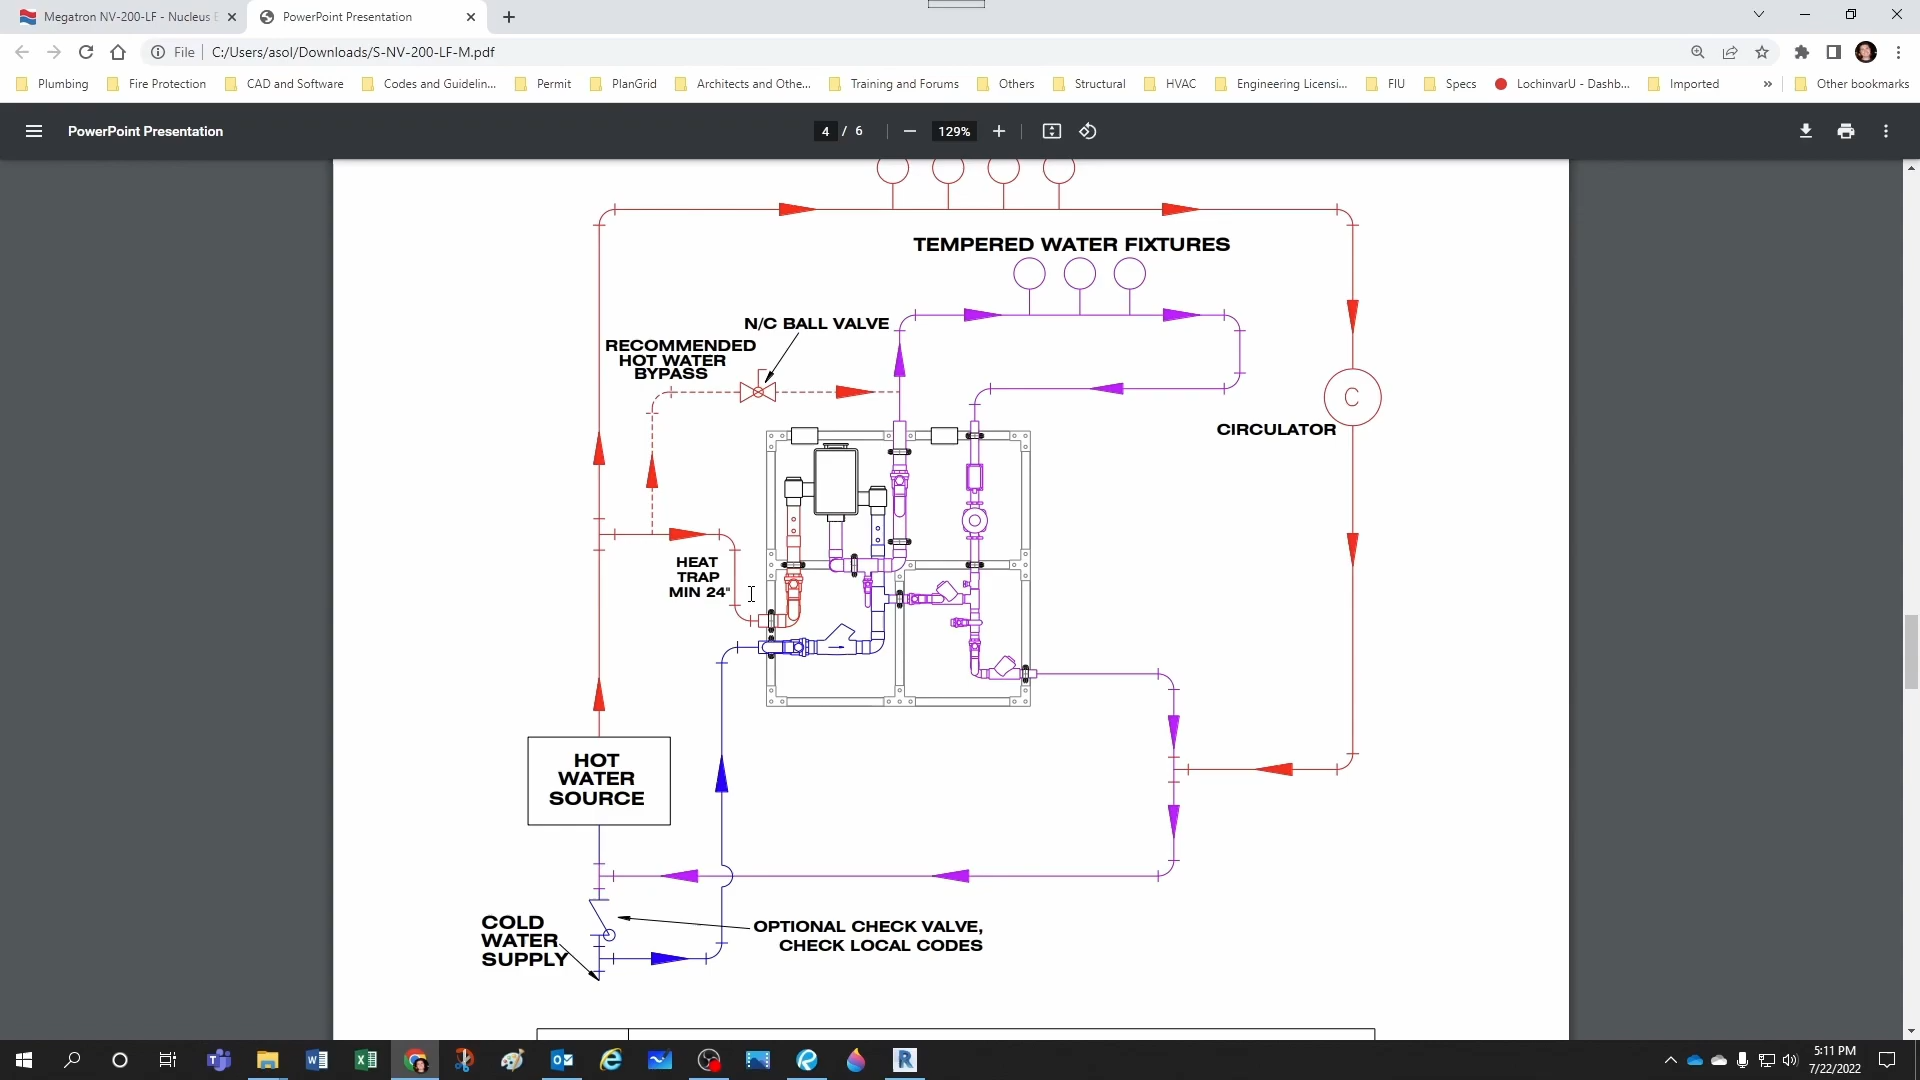 Megatron NV-200-LF - Nucleus E
PowerPoint Presentation
File
C:/Users/asol/Downloads/S-NV-200-LF-M.pdf
Plumbing
Fire Protection
CAD and Software
Codes and Guidelin...
Permit
PlanGrid
Architects and Othe...
Training and Forums
Others
Structural
HVAC
Engineering Licensi...
FIU
Specs
LochinvarU - Dashb...
Imported
»
Other bookmarks
PowerPoint Presentation
4 / 6
129%
TEMPERED WATER FIXTURES
N/C BALL VALVE
RECOMMENDED
HOT WATER
BYPASS
C
CIRCULATOR
HEAT
TRAP
MIN 24"
HOT
WATER
SOURCE
COLD
WATER
SUPPLY
OPTIONAL CHECK VALVE,
CHECK LOCAL CODES
5:11 PM
7/22/2022